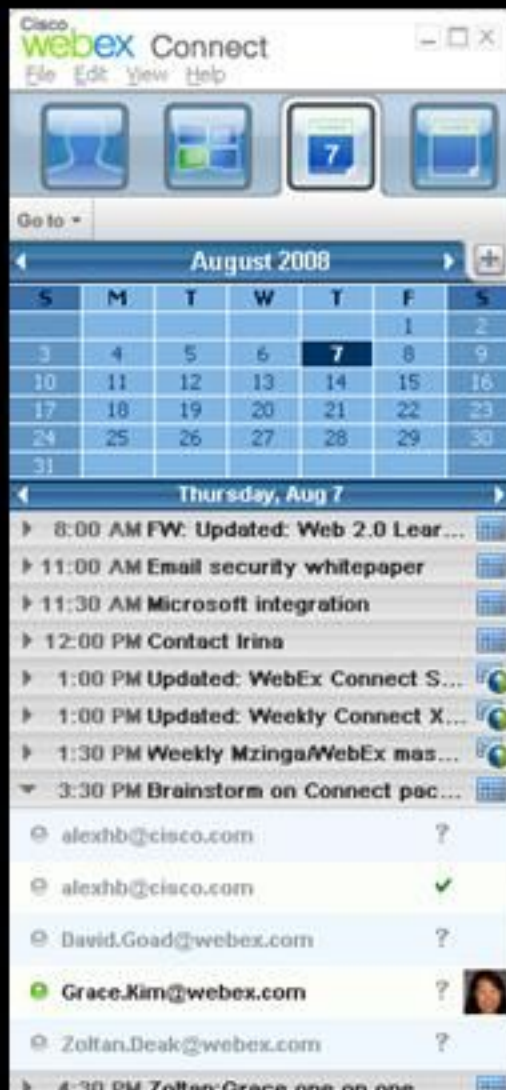 Cisco
webex Connect
File Edit View Help
7
Go to
August 2008
S M T W T F S
1 2
3 4 5 6 7 8 9
10 11 12 13 14 15 16
17 18 19 20 21 22 23
24 25 26 27 28 29 30
31
Thursday, Aug 7
8:00 AM FW: Updated: Web 2.0 Lear...
11:00 AM Email security whitepaper
11:30 AM Microsoft integration
12:00 PM Contact Irina
1:00 PM Updated: WebEx Connect S...
1:00 PM Updated: Weekly Connect X...
1:30 PM Weekly Mzinga/WebEx mas...
3:30 PM Brainstorm on Connect pac...
alexhb@cisco.com ?
alexhb@cisco.com
David.Goad@webex.com ?
Grace.Kim@webex.com ?
Zoltan.Deak@webex.com ?
4:30 PM Zoltan:Grace one on one